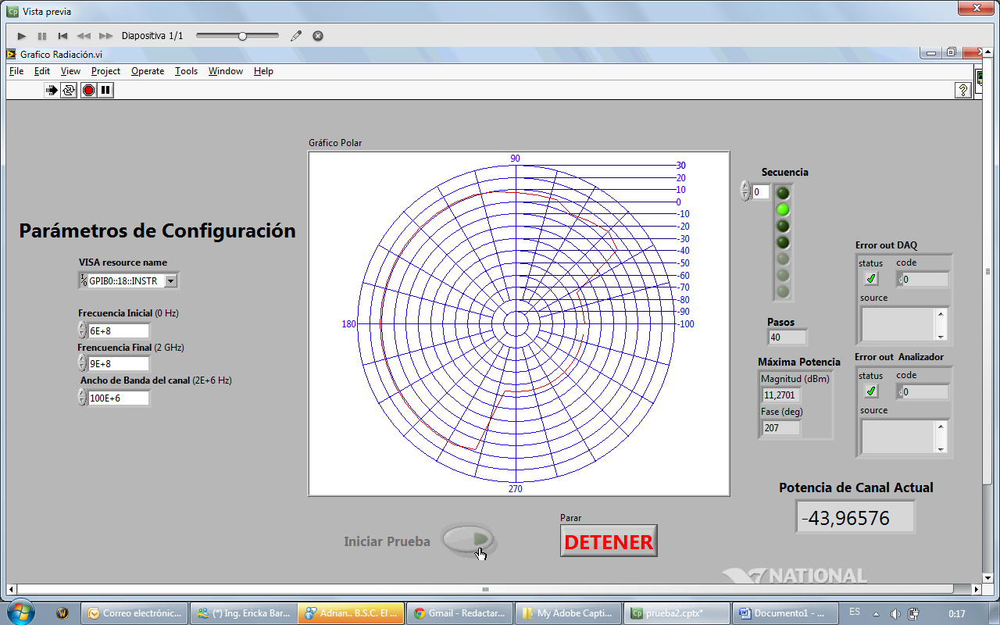 Vista previa
Diapositiva 1/1
Grafico Radiación.vi
File Edit View Project Operate Tools Window Help
Gráfico Polar
90
30
20
10
0
-10
-20
-30
-40
-50
-60
-70
-80
-90
-100
180
270
Parámetros de Configuración
VISA resource name
GPIB0::18::INSTR
Frecuencia Inicial (0 Hz)
6E+8
Frencuencia Final (2 GHz)
9E+8
Ancho de Banda del canal (2E+6 Hz)
100E+6
Secuencia
0
Pasos
40
Máxima Potencia
Magnitud (dBm)
11,2701
Fase (deg)
207
Error out DAQ
status code
0
source
Error out Analizador
status code
0
source
Potencia de Canal Actual
-43,96576
Iniciar Prueba
Parar
DETENER
NATIONAL
Correo electrónic...
(*) Ing. Ericka Bar...
Adrian.. B.S.C. El ...
Gmail - Redactar...
My Adobe Capti...
prueba2.cptx*
Documento1 - ...
ES
0:17